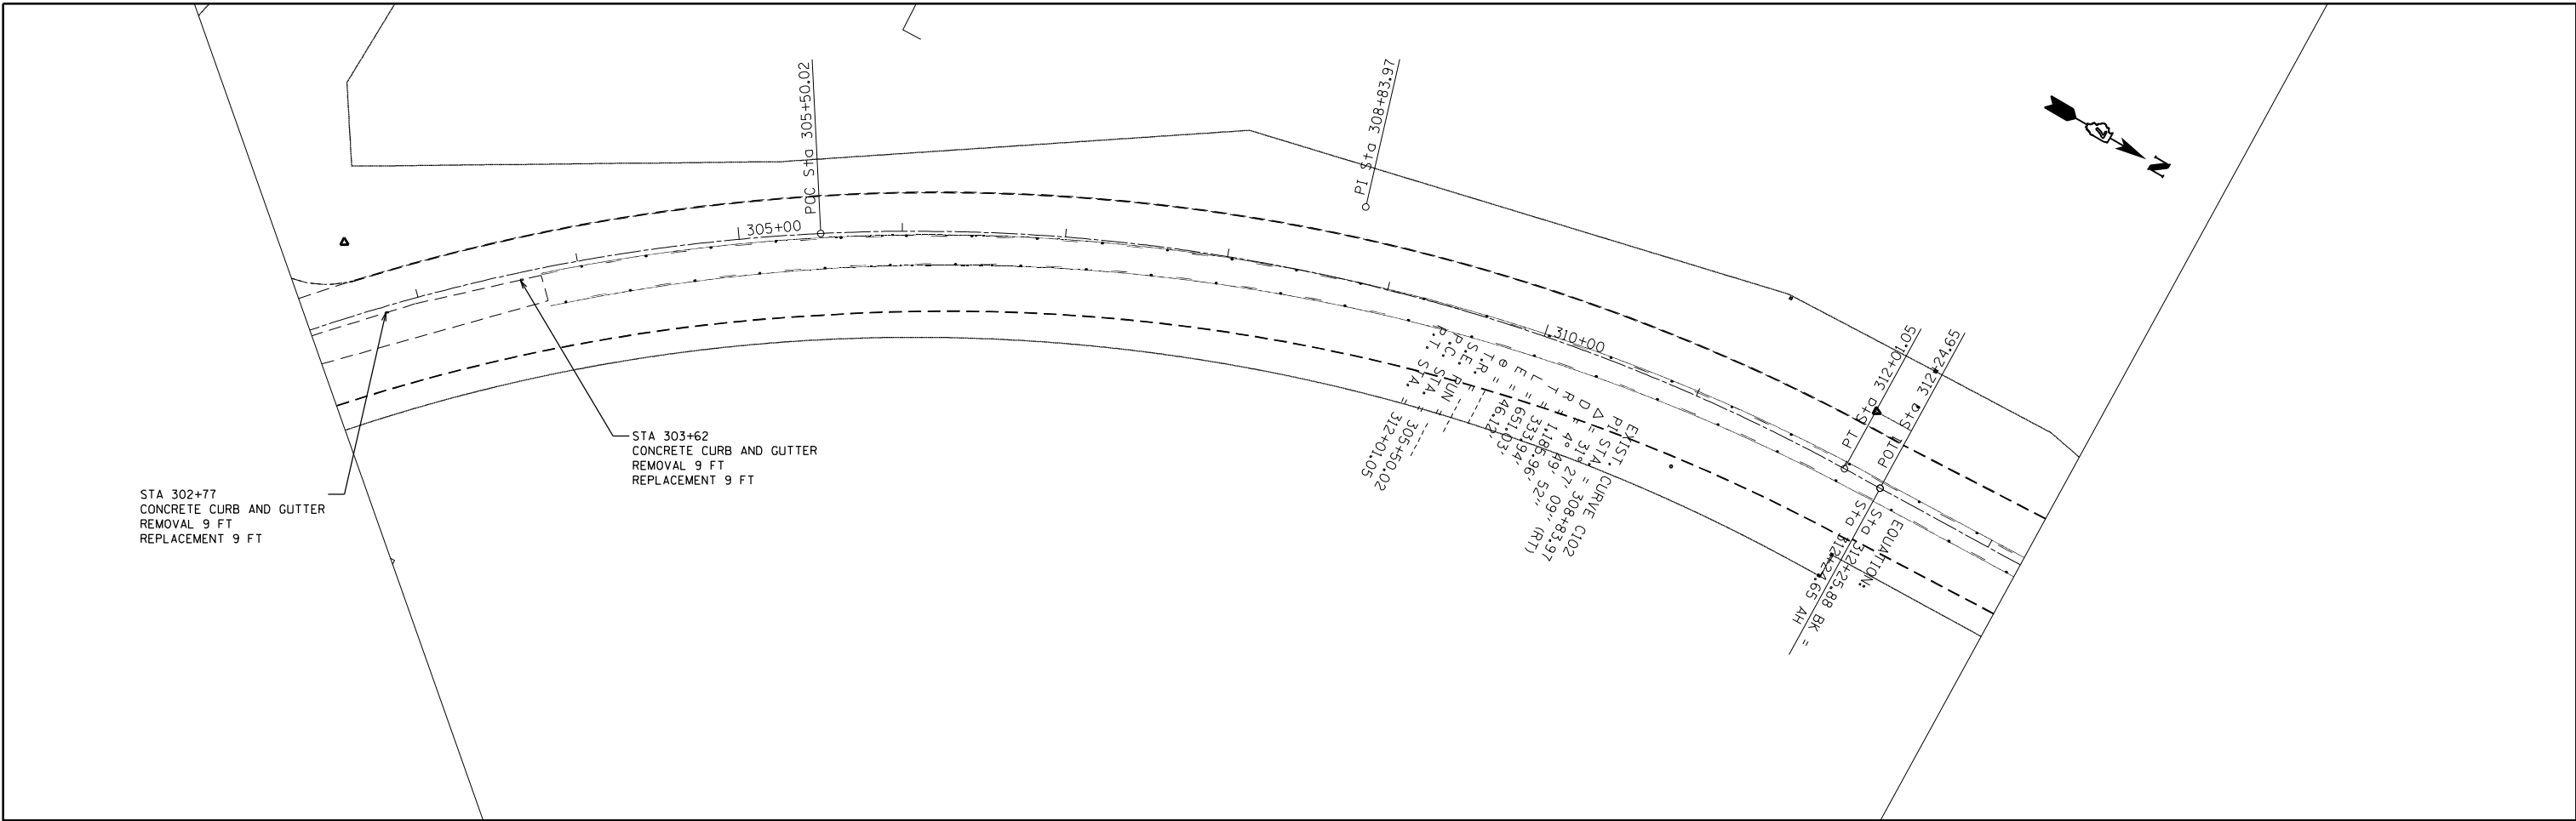 POC Sta 305+50.02
PI Sta 308+83.97
N
305+00
310+00
PT Sta 312+01.05
POT Sta 312+24.65
STA 303+62
CONCRETE CURB AND GUTTER
REMOVAL 9 FT
REPLACEMENT 9 FT
STA 302+77
CONCRETE CURB AND GUTTER
REMOVAL 9 FT
REPLACEMENT 9 FT
EXIST. CURVE C102
PI STA. = 308+83.97
Δ = 31° 27' 09" (RT)
D = 4° 49' 52"
R = 1,185.96'
T = 333.94'
L = 651.03'
E = 46.12'
e = -----
T.R. = -----
S.E. RUN = -----
P.C. STA. = 305+50.02
P.T. STA. = 312+01.05
EQUATION:
Sta 312+25.88 BK =
Sta 312+24.65 AH